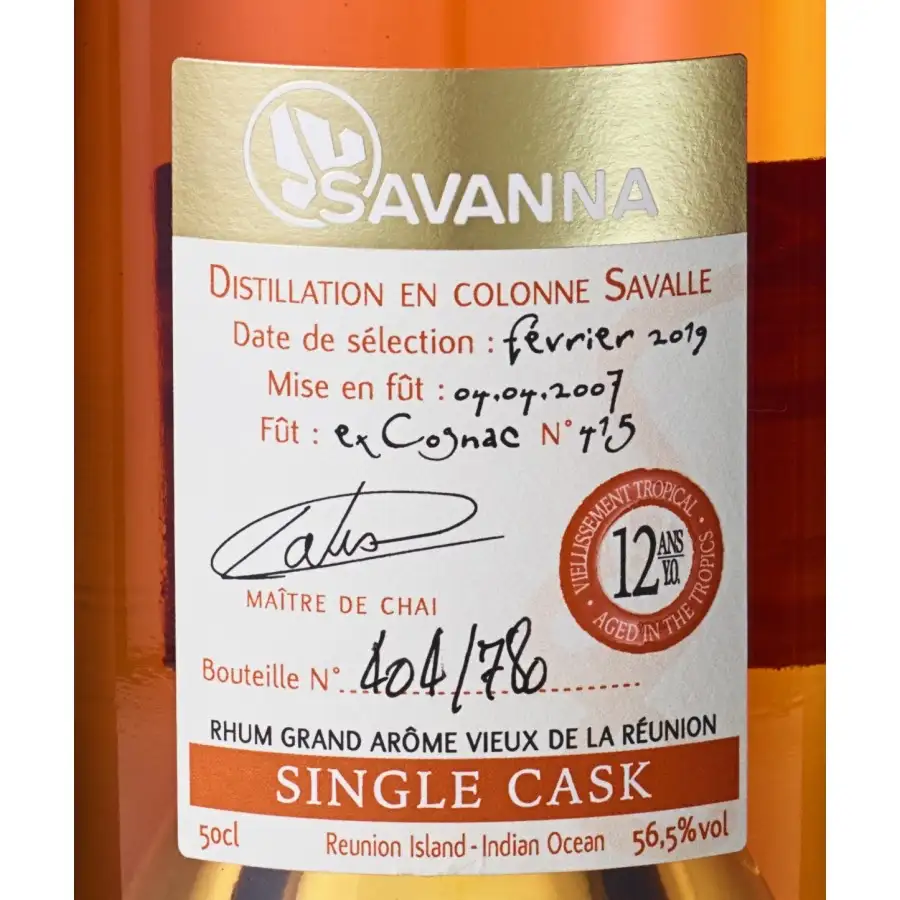 SAVANNA
DISTILLATION EN COLONNE SAVALLE
Date de sélection : février 2019
Mise en fût : 04.04.2007
Fût : ex Cognac N° 415
MAÎTRE DE CHAI
VIELLISSEMENT TROPICAL
12 ANS
Y.O.
AGED IN THE TROPICS
Bouteille N° 404/780
RHUM GRAND ARÔME VIEUX DE LA RÉUNION
SINGLE CASK
50cl
Reunion Island - Indian Ocean
56,5% vol